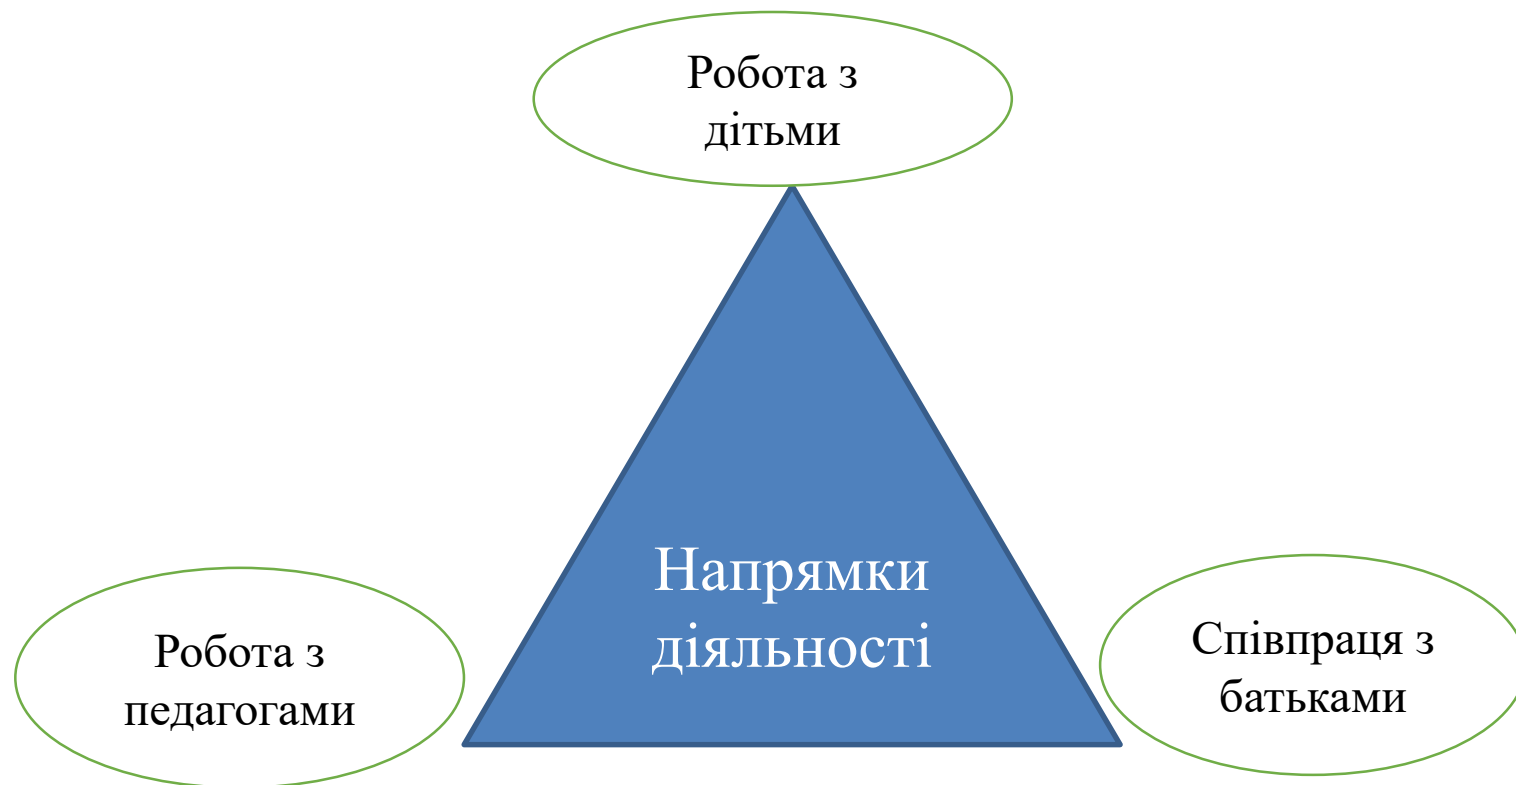 Робота з
дітьми
Напрямки
діяльності
Робота з
педагогами
Співпраця з
батьками